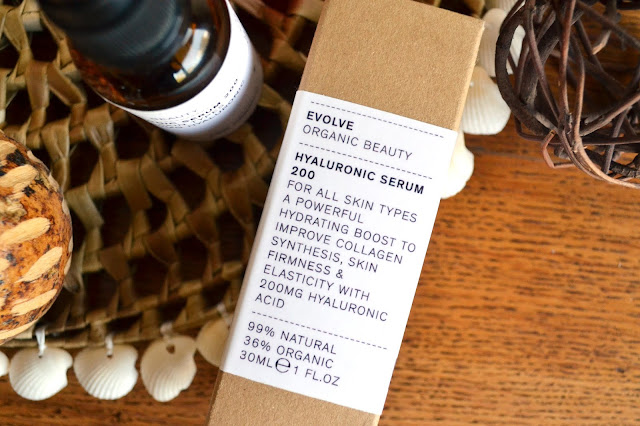 EVOLVE
ORGANIC BEAUTY
HYALURONIC SERUM
200
FOR ALL SKIN TYPES
A POWERFUL
HYDRATING BOOST TO
IMPROVE COLLAGEN
SYNTHESIS, SKIN
FIRMNESS &
ELASTICITY WITH
200MG HYALURONIC
ACID
99% NATURAL
36% ORGANIC
30ML℮1 FL.OZ